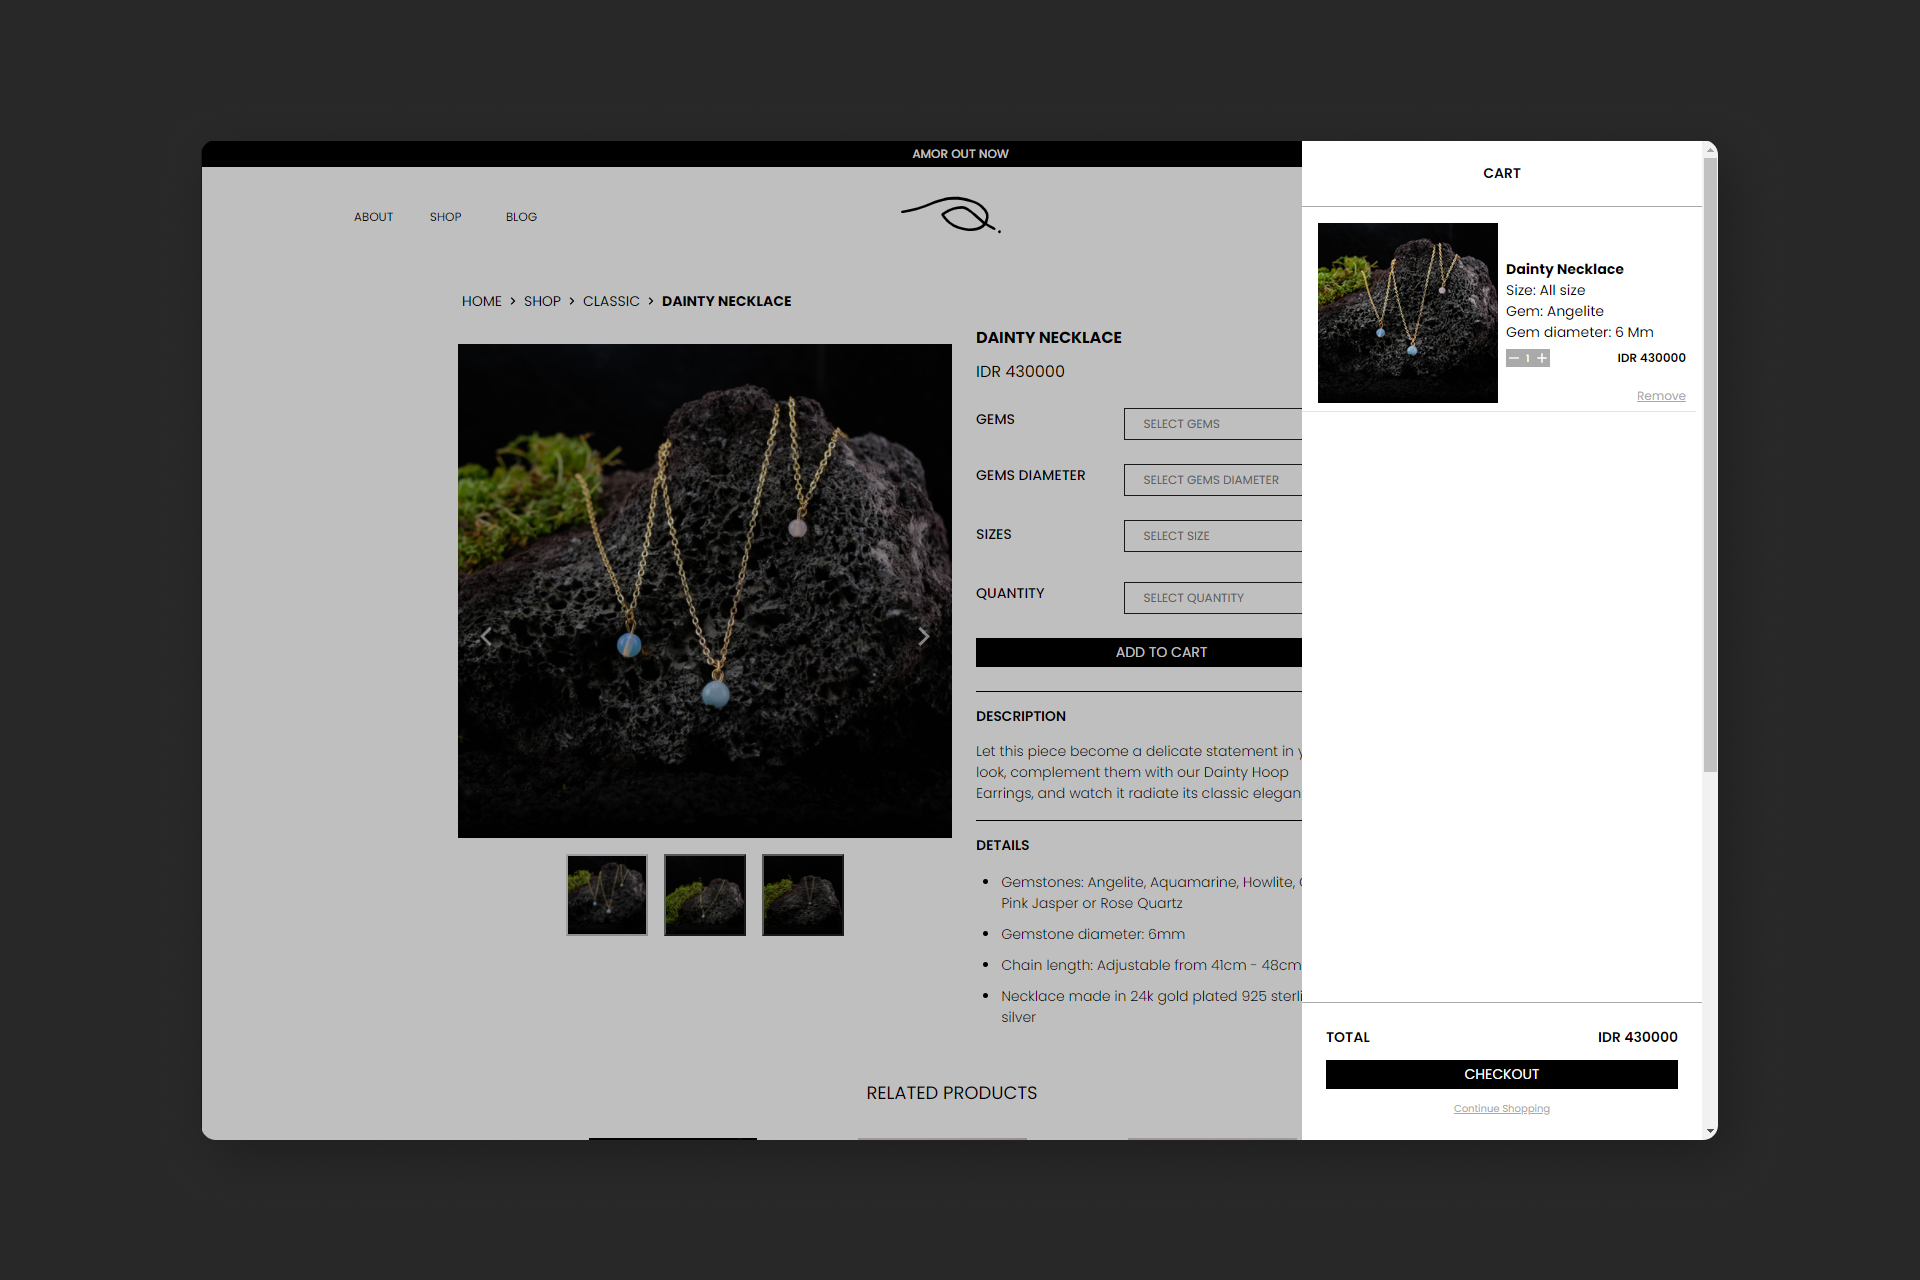 AMOR OUT NOW
ABOUT
SHOP
BLOG
HOME > SHOP > CLASSIC > DAINTY NECKLACE
DAINTY NECKLACE
IDR 430000
GEMS
SELECT GEMS
GEMS DIAMETER
SELECT GEMS DIAMETER
SIZES
SELECT SIZE
QUANTITY
SELECT QUANTITY
ADD TO CART
DESCRIPTION
Let this piece become a delicate statement in
look, complement them with our Dainty Hoop
Earrings, and watch it radiate its classic elegan
DETAILS
• Gemstones: Angelite, Aquamarine, Howlite,
Pink Jasper or Rose Quartz
• Gemstone diameter: 6mm
• Chain length: Adjustable from 41cm - 48cm
• Necklace made in 24k gold plated 925 sterli
silver
RELATED PRODUCTS
CART
Dainty Necklace
Size: All size
Gem: Angelite
Gem diameter: 6 Mm
— 1 + IDR 430000
Remove
TOTAL IDR 430000
CHECKOUT
Continue Shopping